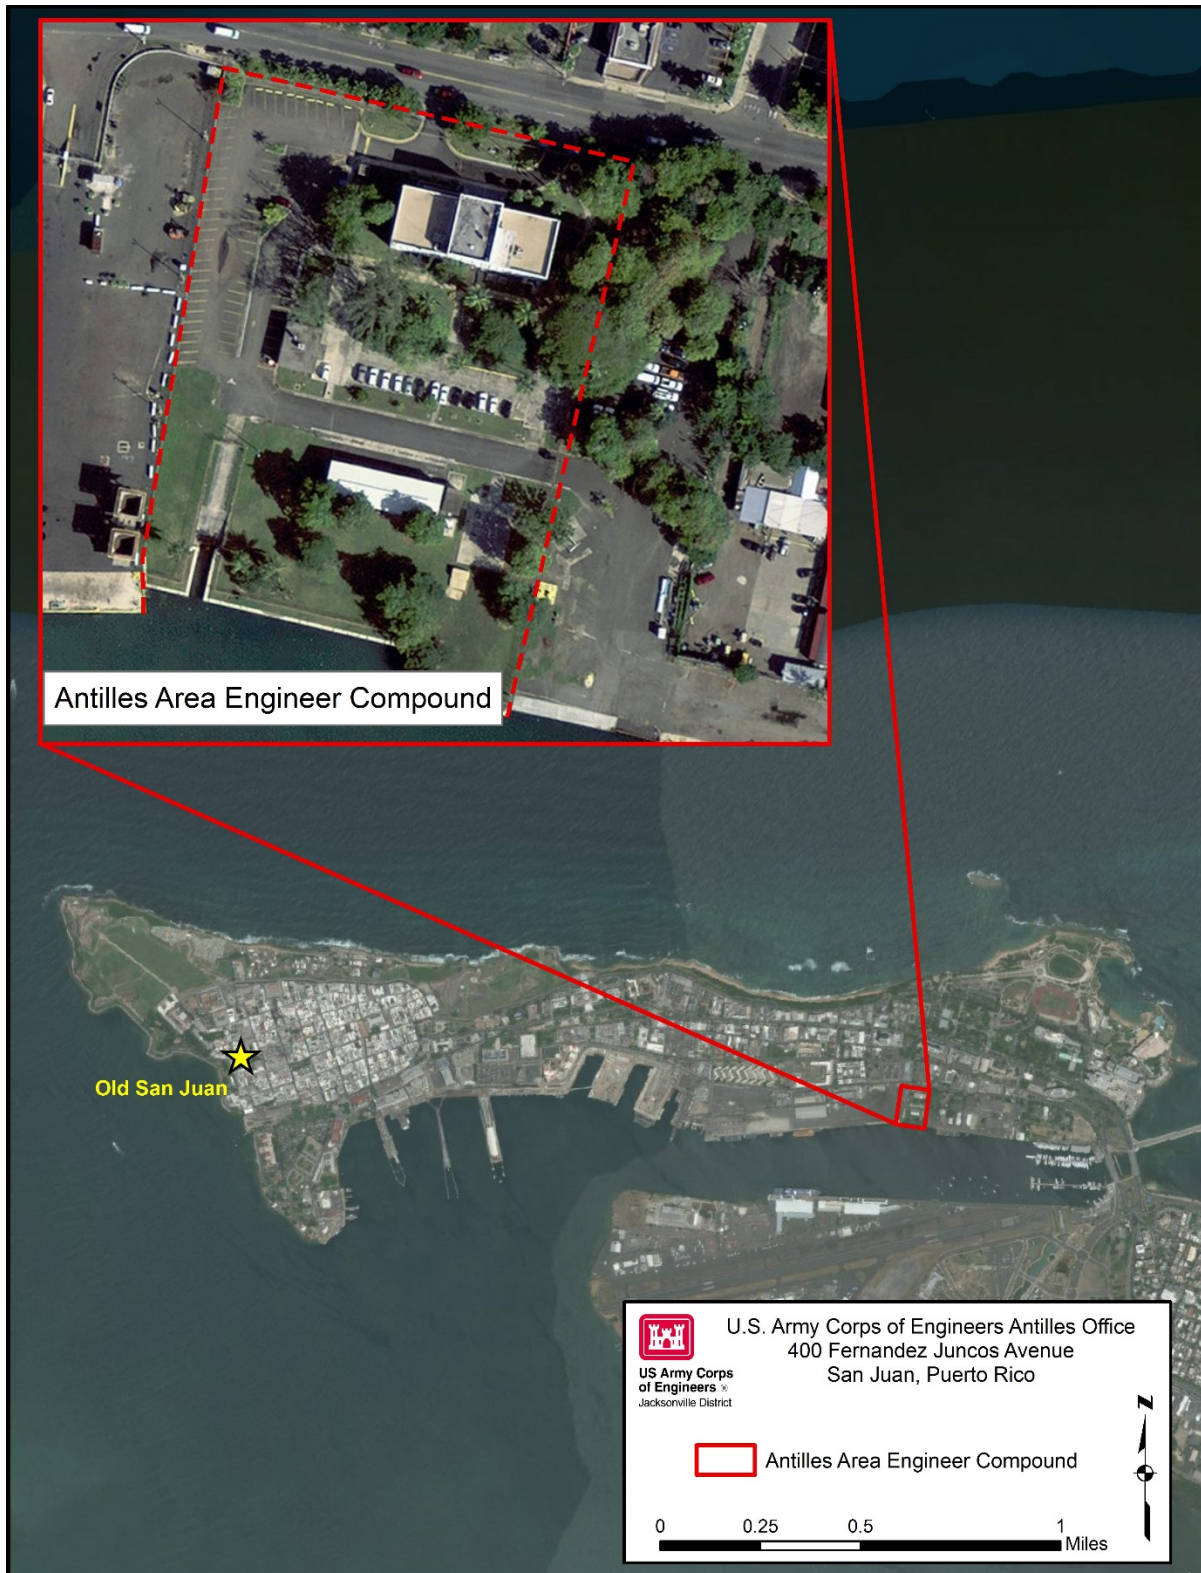 Antilles Area Engineer Compound
Old San Juan
US Army Corps
of Engineers ®
Jacksonville District
U.S. Army Corps of Engineers Antilles Office
400 Fernandez Juncos Avenue
San Juan, Puerto Rico
N
Antilles Area Engineer Compound
0 0.25 0.5 1
Miles